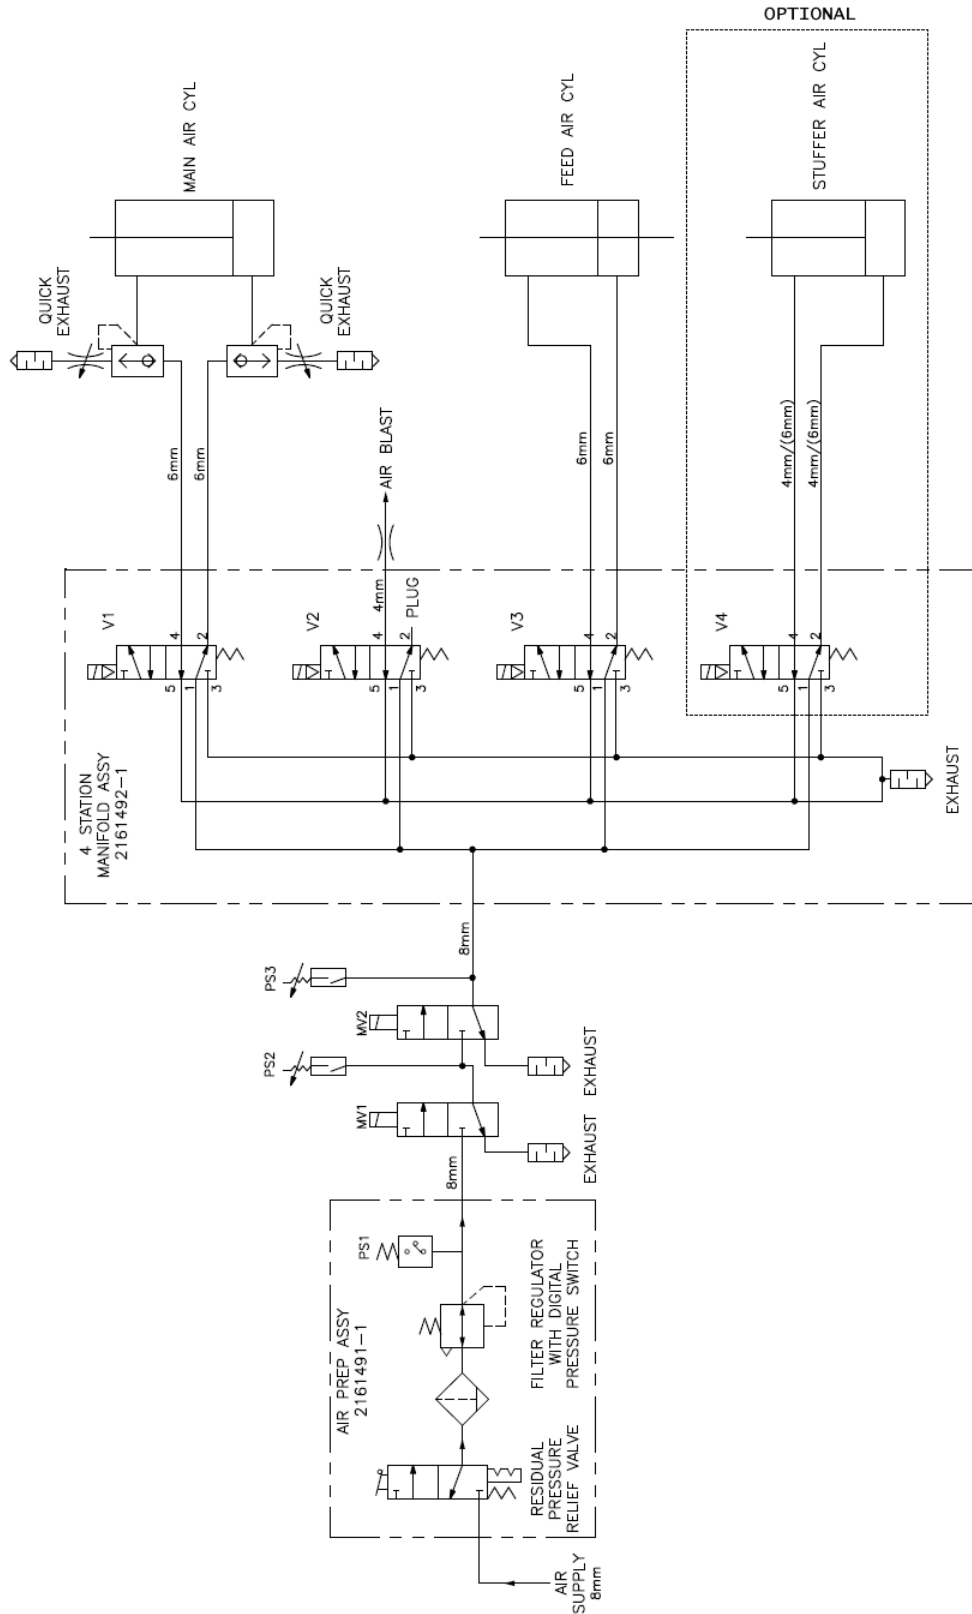 OPTIONAL
MAIN AIR CYL
FEED AIR CYL
STUFFER AIR CYL
QUICK
EXHAUST
QUICK
EXHAUST
6mm
6mm
AIR BLAST
6mm
6mm
4mm/(6mm)
4mm/(6mm)
4mm
PLUG
V1
4
2
5
1
3
V2
4
2
5
1
3
V3
4
2
5
1
3
V4
4
2
5
1
3
4 STATION
MANIFOLD ASSY
2161492-1
EXHAUST
8mm
PS3
MV2
PS2
MV1
EXHAUST
EXHAUST
8mm
PS1
AIR PREP ASSY
2161491-1
FILTER REGULATOR
WITH DIGITAL
PRESSURE SWITCH
RESIDUAL
PRESSURE
RELIEF VALVE
AIR
SUPPLY
8mm